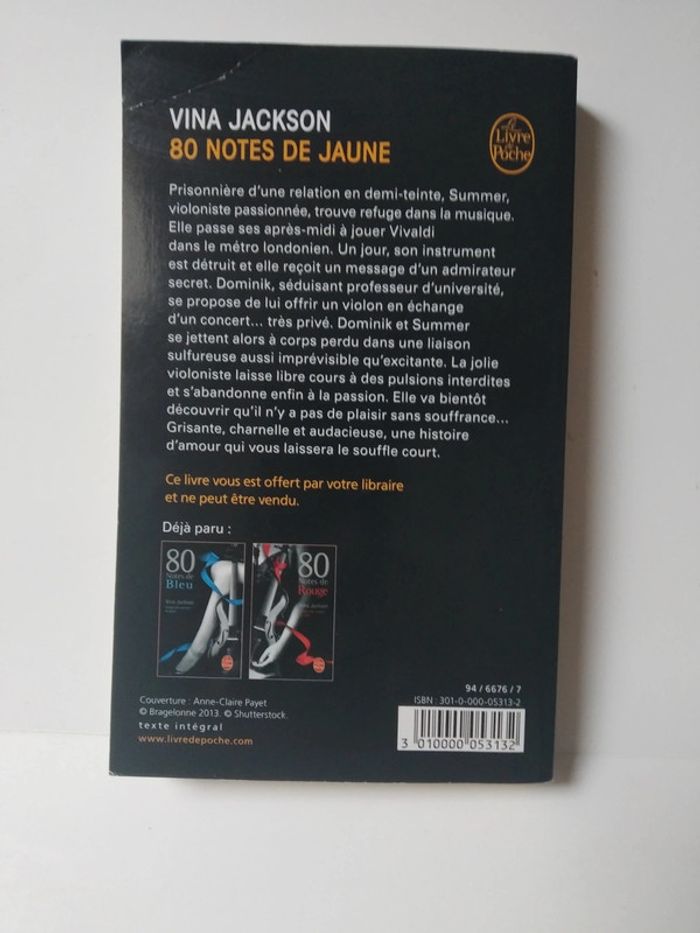 VINA JACKSON
80 NOTES DE JAUNE
Le
Livre
de
Poche
Prisonnière d'une relation en demi-teinte, Summer,
violoniste passionnée, trouve refuge dans la musique.
Elle passe ses après-midi à jouer Vivaldi
dans le métro londonien. Un jour, son instrument
est détruit et elle reçoit un message d'un admirateur
secret. Dominik, séduisant professeur d'université,
se propose de lui offrir un violon en échange
d'un concert... très privé. Dominik et Summer
se jettent alors à corps perdu dans une liaison
sulfureuse aussi imprévisible qu'excitante. La jolie
violoniste laisse libre cours à des pulsions interdites
et s'abandonne enfin à la passion. Elle va bientôt
découvrir qu'il n'y a pas de plaisir sans souffrance...
Grisante, charnelle et audacieuse, une histoire
d'amour qui vous laissera le souffle court.
Ce livre vous est offert par votre libraire
et ne peut être vendu.
Déjà paru :
80
Notes de
Bleu
Vina Jackson
80
Notes de
Rouge
Vina Jackson
94 / 6676 / 7
ISBN : 301-0-000-05313-2
3 010000 053132
Couverture : Anne-Claire Payet
© Bragelonne 2013. © Shutterstock.
texte intégral
www.livredepoche.com